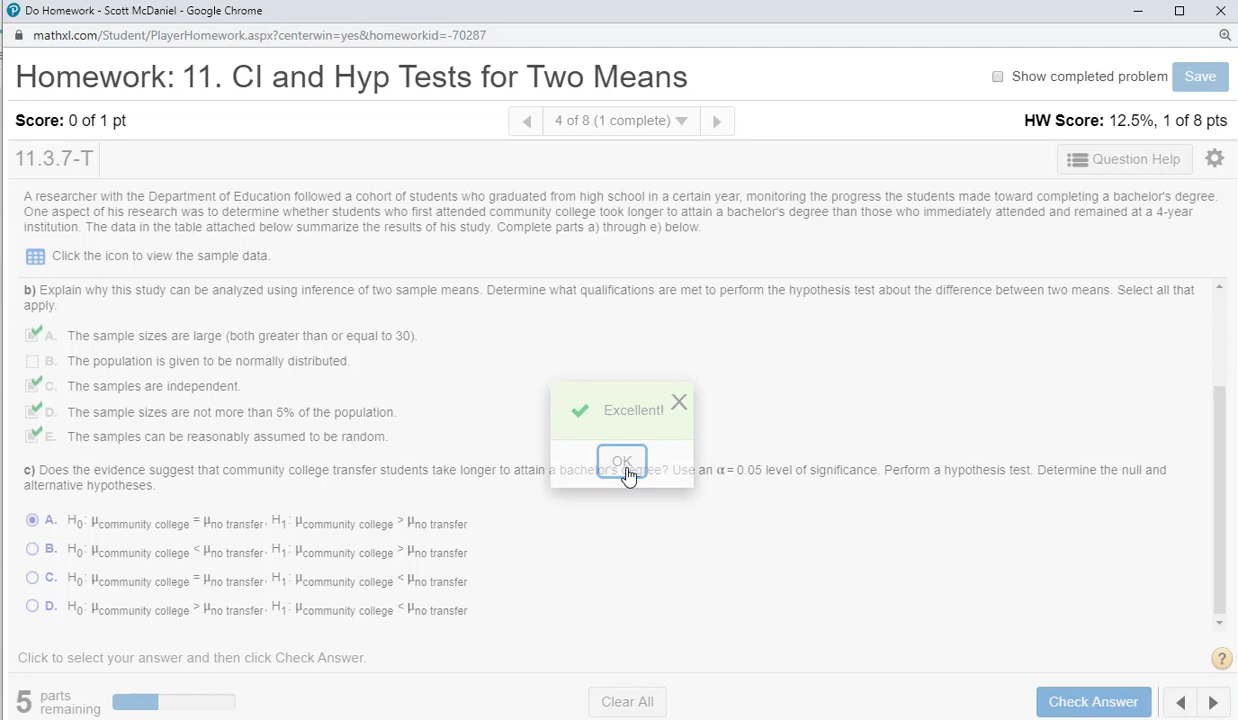 Do Homework - Scott McDaniel - Google Chrome
mathxl.com/Student/PlayerHomework.aspx?centerwin=yes&homeworkid=-70287
Homework: 11. CI and Hyp Tests for Two Means
Show completed problem Save
Score: 0 of 1 pt
4 of 8 (1 complete)
HW Score: 12.5%, 1 of 8 pts
11.3.7-T
Question Help
A researcher with the Department of Education followed a cohort of students who graduated from high school in a certain year, monitoring the progress the students made toward completing a bachelor's degree.
One aspect of his research was to determine whether students who first attended community college took longer to attain a bachelor's degree than those who immediately attended and remained at a 4-year
institution. The data in the table attached below summarize the results of his study. Complete parts a) through e) below.
Click the icon to view the sample data.
b) Explain why this study can be analyzed using inference of two sample means. Determine what qualifications are met to perform the hypothesis test about the difference between two means. Select all that
apply.
A. The sample sizes are large (both greater than or equal to 30).
B. The population is given to be normally distributed.
C. The samples are independent.
D. The sample sizes are not more than 5% of the population.
E. The samples can be reasonably assumed to be random.
Excellent!
OK
c) Does the evidence suggest that community college transfer students take longer to attain a bachelor's degree? Use an α = 0.05 level of significance. Perform a hypothesis test. Determine the null and
alternative hypotheses.
A. H0: μcommunity college = μno transfer, H1: μcommunity college > μno transfer
B. H0: μcommunity college < μno transfer, H1: μcommunity college > μno transfer
C. H0: μcommunity college = μno transfer, H1: μcommunity college < μno transfer
D. H0: μcommunity college > μno transfer, H1: μcommunity college < μno transfer
Click to select your answer and then click Check Answer.
?
5 parts remaining
Clear All
Check Answer